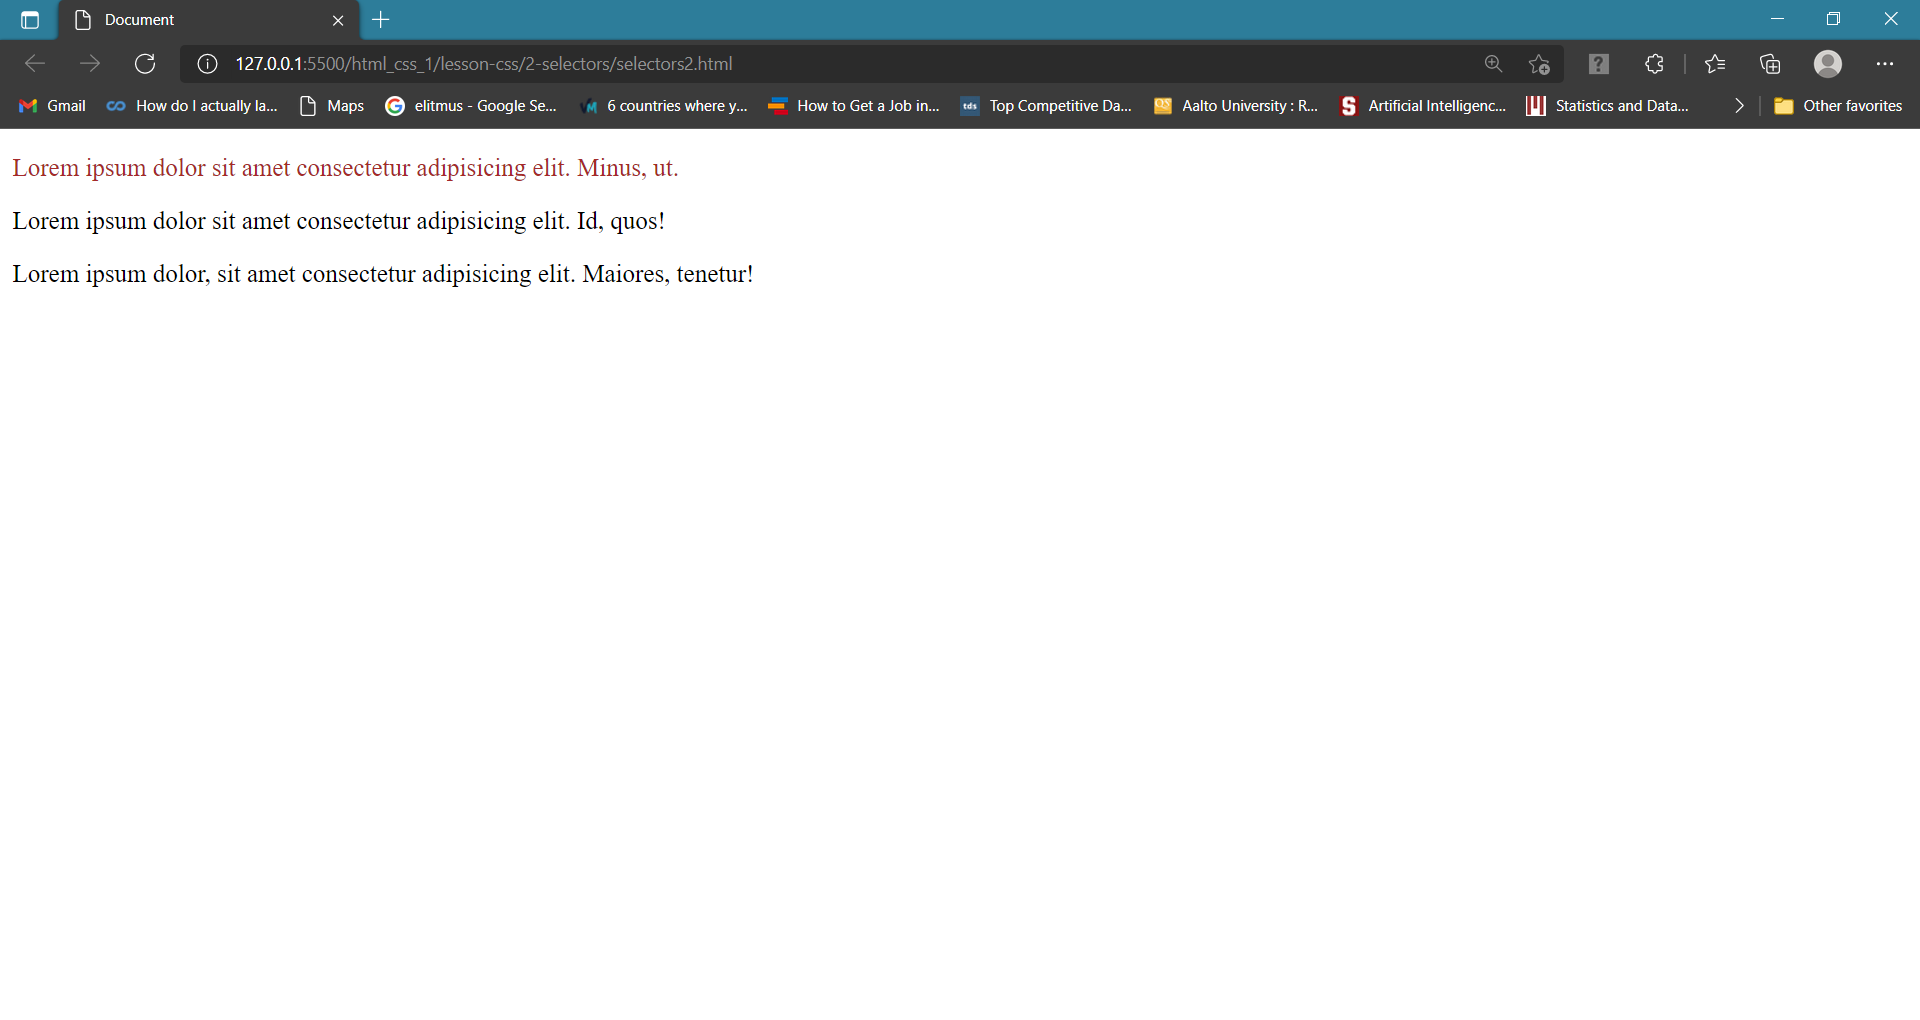 Document
127.0.0.1:5500/html_css_1/lesson-css/2-selectors/selectors2.html
Gmail How do I actually la... Maps elitmus - Google Se... 6 countries where y... How to Get a Job in... tds Top Competitive Da... QS Aalto University : R... S Artificial Intelligenc... Statistics and Data... Other favorites
Lorem ipsum dolor sit amet consectetur adipisicing elit. Minus, ut.
Lorem ipsum dolor sit amet consectetur adipisicing elit. Id, quos!
Lorem ipsum dolor, sit amet consectetur adipisicing elit. Maiores, tenetur!